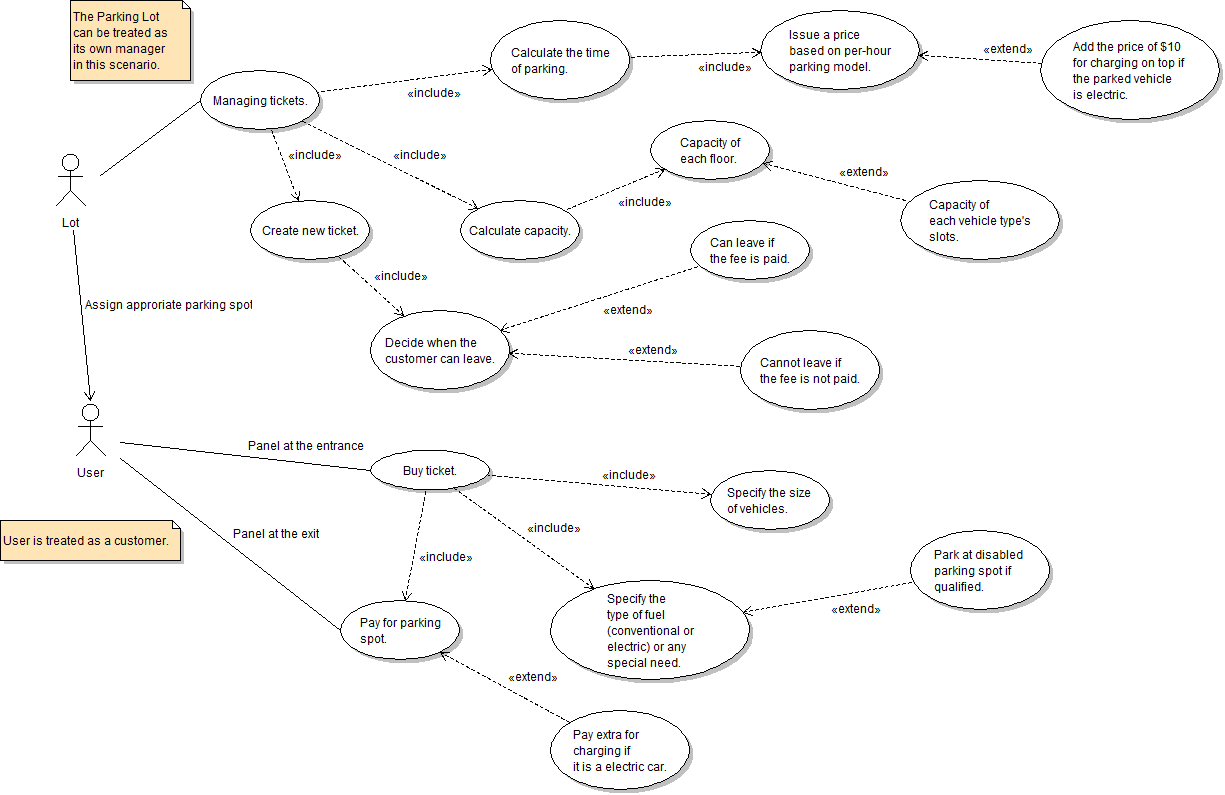 The Parking Lot
can be treated as
its own manager
in this scenario.
Calculate the time
of parking.
«include»
Issue a price
based on per-hour
parking model.
«extend»
Add the price of $10
for charging on top if
the parked vehicle
is electric.
Managing tickets.
«include»
«include»
«include»
Capacity of
each floor.
«extend»
Capacity of
each vehicle type's
slots.
Lot
Create new ticket.
Calculate capacity.
«include»
Can leave if
the fee is paid.
«include»
«extend»
Assign approriate parking spot
Decide when the
customer can leave.
«extend»
Cannot leave if
the fee is not paid.
User
Panel at the entrance
Buy ticket.
«include»
Specify the size
of vehicles.
User is treated as a customer.
Panel at the exit
«include»
«include»
Park at disabled
parking spot if
qualified.
«extend»
Specify the
type of fuel
(conventional or
electric) or any
special need.
Pay for parking
spot.
«extend»
Pay extra for
charging if
it is a electric car.